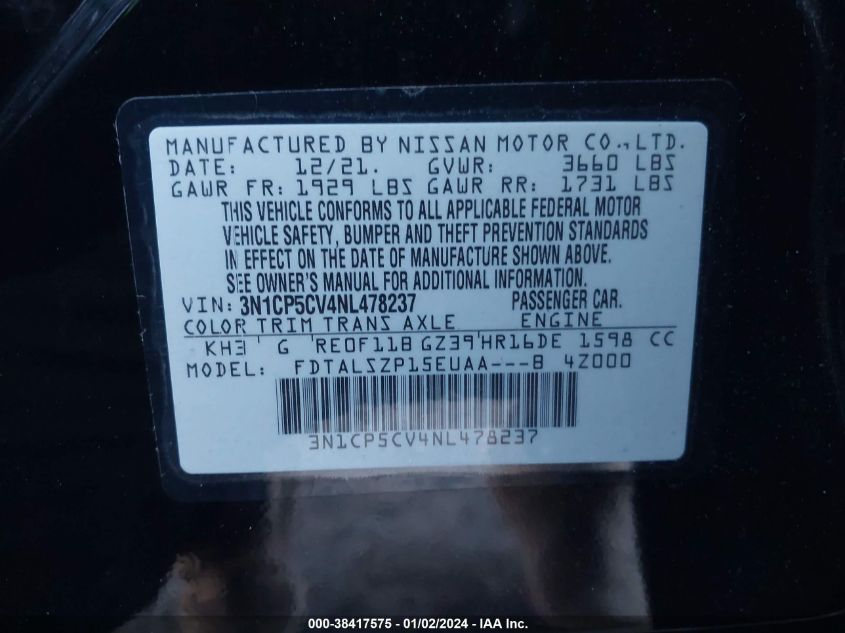 MANUFACTURED BY NISSAN MOTOR CO., LTD.
DATE: 12/21. GVWR: 3660 LBS
GAWR FR: 1929 LBS GAWR RR: 1731 LBS
THIS VEHICLE CONFORMS TO ALL APPLICABLE FEDERAL MOTOR
VEHICLE SAFETY, BUMPER AND THEFT PREVENTION STANDARDS
IN EFFECT ON THE DATE OF MANUFACTURE SHOWN ABOVE.
SEE OWNER'S MANUAL FOR ADDITIONAL INFORMATION.
VIN: 3N1CP5CV4NL478237 PASSENGER CAR.
COLOR TRIM TRANS AXLE ENGINE
KH3 G RE0F11B GZ39 HR16DE 1598 CC
MODEL: FDTALSZP15EUAA---B 4Z000
3N1CP5CV4NL478237
000-38417575 - 01/02/2024 - IAA Inc.